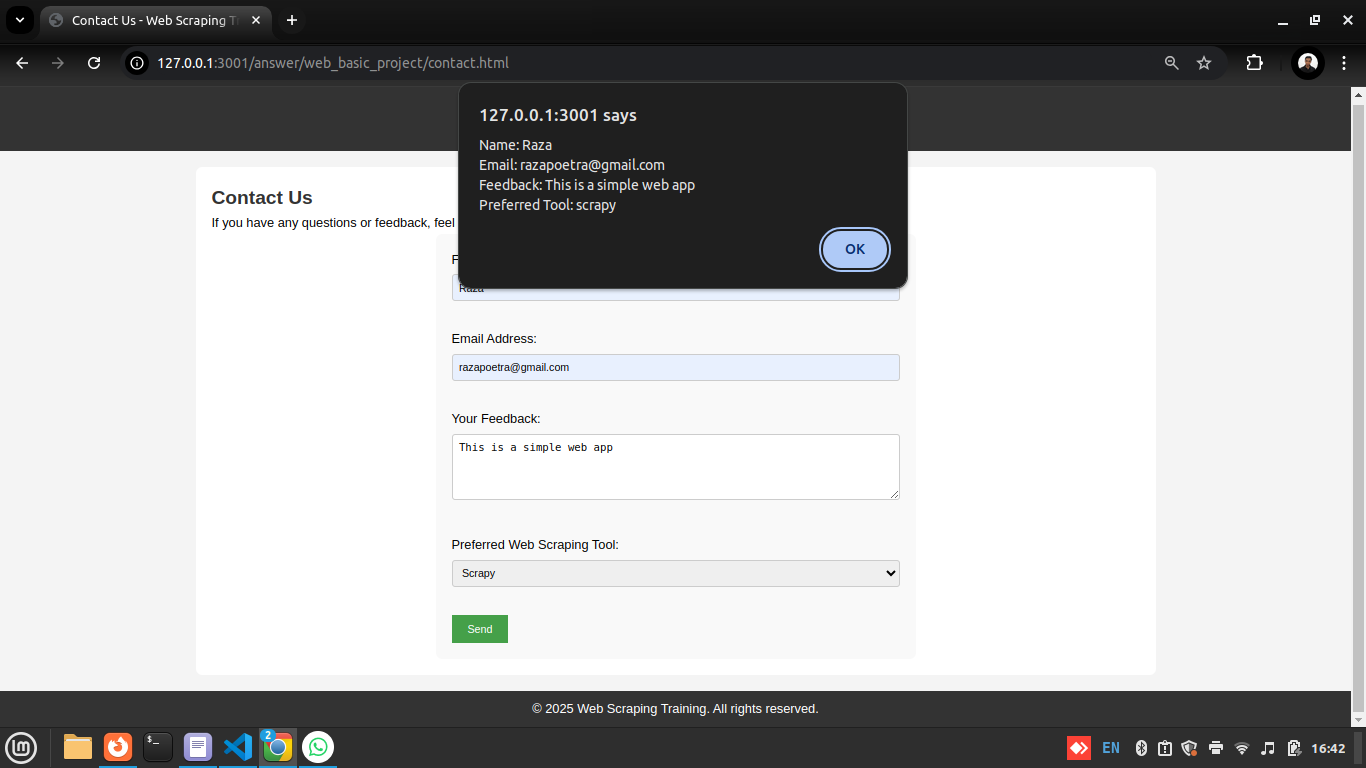 Contact Us - Web Scraping T
127.0.0.1:3001/answer/web_basic_project/contact.html
127.0.0.1:3001 says
Name: Raza
Email: razapoetra@gmail.com
Feedback: This is a simple web app
Preferred Tool: scrapy
OK
Contact Us
If you have any questions or feedback, feel
F
Raza
Email Address:
razapoetra@gmail.com
Your Feedback:
This is a simple web app
Preferred Web Scraping Tool:
Scrapy
Send
© 2025 Web Scraping Training. All rights reserved.
2
EN
16:42